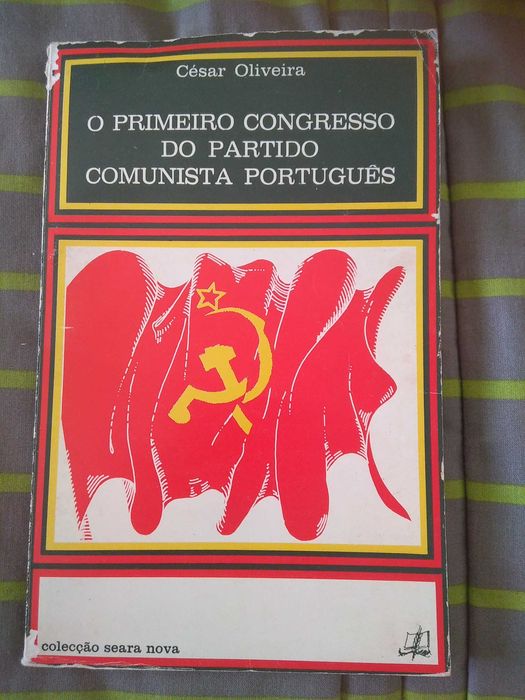 César Oliveira
O PRIMEIRO CONGRESSO
DO PARTIDO
COMUNISTA PORTUGUÊS
colecção seara nova